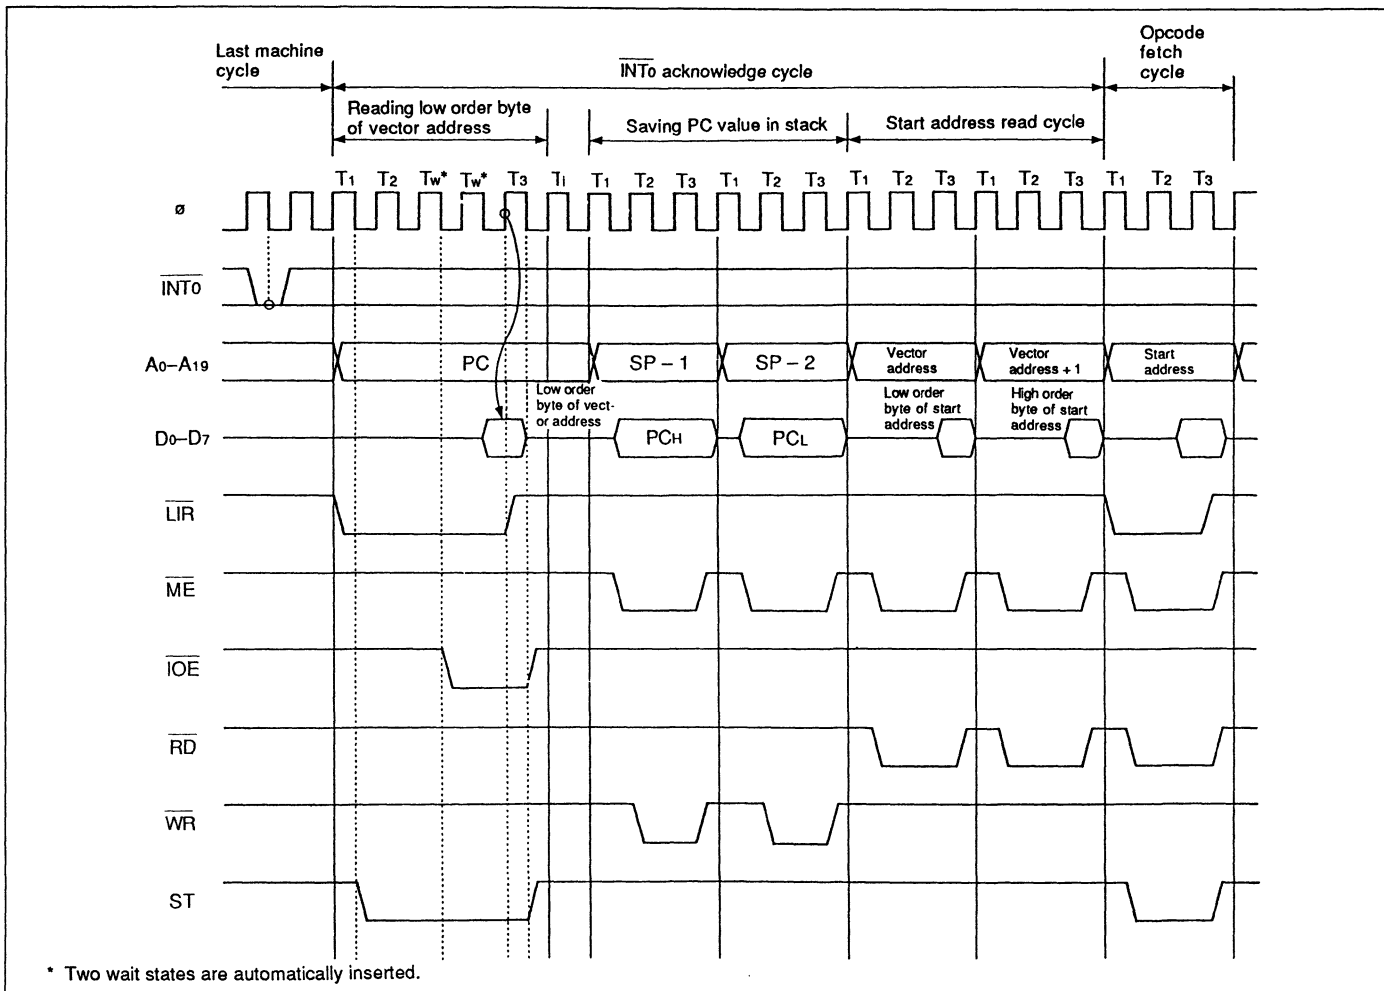 Last machine
cycle
INT0 acknowledge cycle
Opcode
fetch
cycle
Reading low order byte
of vector address
Saving PC value in stack
Start address read cycle
T1 T2 Tw* Tw* T3 Ti T1 T2 T3 T1 T2 T3 T1 T2 T3 T1 T2 T3 T1 T2 T3
ø
INT0
A0–A19
PC
SP – 1
SP – 2
Vector
address
Vector
address + 1
Start
address
Low order
byte of vect-
or address
Low order
byte of start
address
High order
byte of start
address
D0–D7
PCH
PCL
LIR
ME
IOE
RD
WR
ST
* Two wait states are automatically inserted.